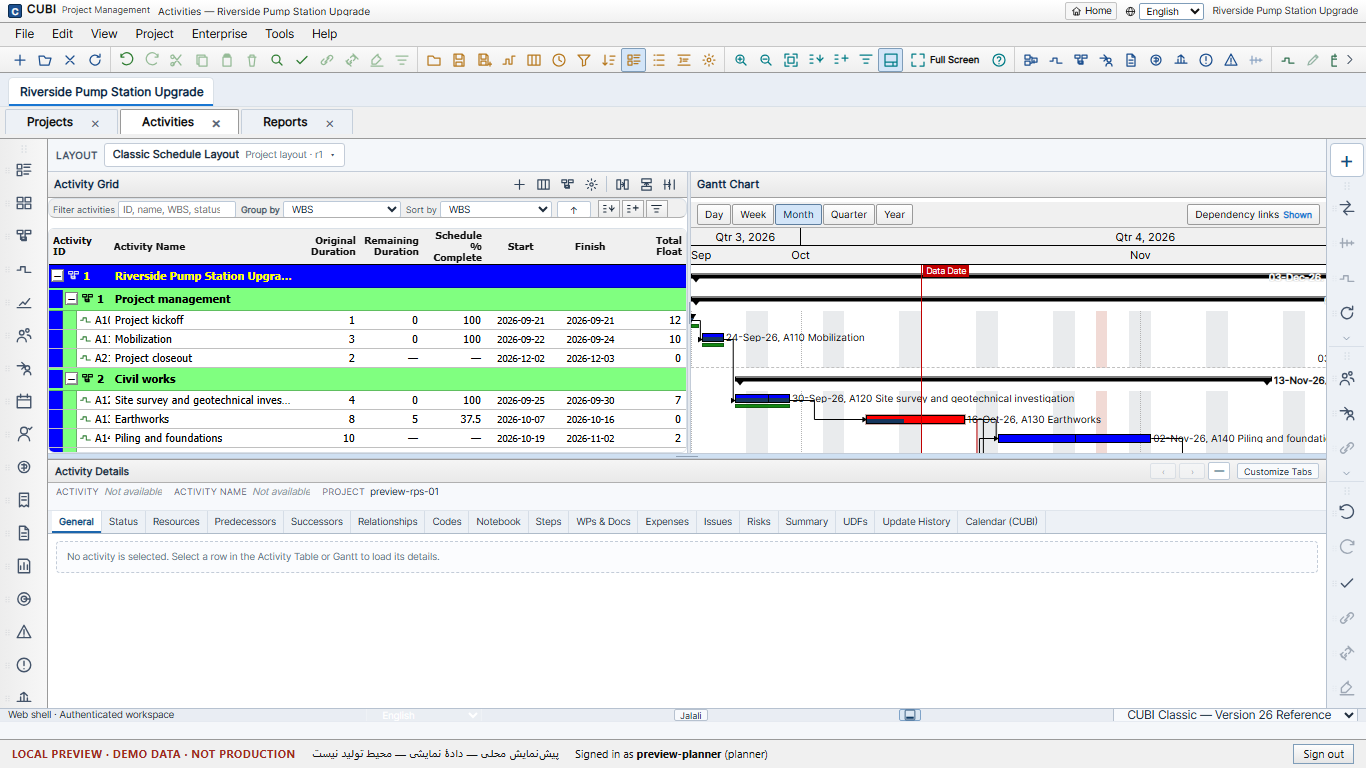 CUBI Project Management Activities — Riverside Pump Station Upgrade Home English Riverside Pump Station Upgrade
File Edit View Project Enterprise Tools Help
Full Screen
Riverside Pump Station Upgrade
Projects Activities Reports
LAYOUT Classic Schedule Layout Project layout · r1
Activity Grid Gantt Chart
Filter activities ID, name, WBS, status Group by WBS Sort by WBS
Day Week Month Quarter Year Dependency links Shown
Activity ID Activity Name Original Duration Remaining Duration Schedule % Complete Start Finish Total Float
Qtr 3, 2026 Qtr 4, 2026
Sep Oct Nov
1 Riverside Pump Station Upgra... Data Date 03-Dec-26
1 Project management
A10 Project kickoff 1 0 100 2026-09-21 2026-09-21 12
A11 Mobilization 3 0 100 2026-09-22 2026-09-24 10 24-Sep-26, A110 Mobilization
A21 Project closeout 2 — — 2026-12-02 2026-12-03 0 03
2 Civil works 13-Nov-26,
A12 Site survey and geotechnical inves... 4 0 100 2026-09-25 2026-09-30 7 30-Sep-26, A120 Site survey and geotechnical investigation
A13 Earthworks 8 5 37.5 2026-10-07 2026-10-16 0 16-Oct-26, A130 Earthworks
A14 Piling and foundations 10 — — 2026-10-19 2026-11-02 2 02-Nov-26, A140 Piling and foundati
Activity Details Customize Tabs
ACTIVITY Not available ACTIVITY NAME Not available PROJECT preview-rps-01
General Status Resources Predecessors Successors Relationships Codes Notebook Steps WPs & Docs Expenses Issues Risks Summary UDFs Update History Calendar (CUBI)
No activity is selected. Select a row in the Activity Table or Gantt to load its details.
Web shell · Authenticated workspace English Jalali CUBI Classic — Version 26 Reference
LOCAL PREVIEW · DEMO DATA · NOT PRODUCTION پیش‌نمایش محلی — دادهٔ نمایشی — محیط تولید نیست Signed in as preview-planner (planner) Sign out